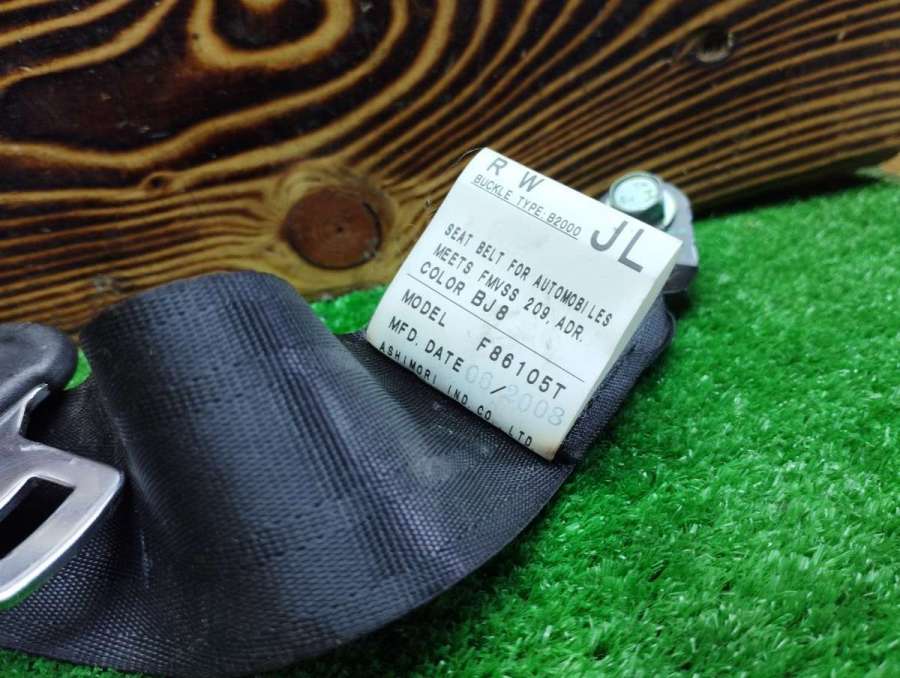 R W
BUCKLE TYPE:B2000
JL
SEAT BELT FOR AUTOMOBILES
MEETS FMVSS 209, ADR.
COLOR BJ8
MODEL F86105T
MFD. DATE /2008
ASHIMORI IND CO., LTD